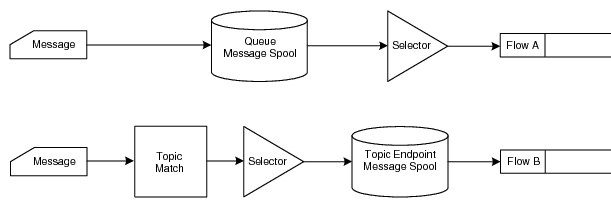 Message
Queue
Message Spool
Selector
Flow A
Message
Topic
Match
Selector
Topic Endpoint
Message Spool
Flow B